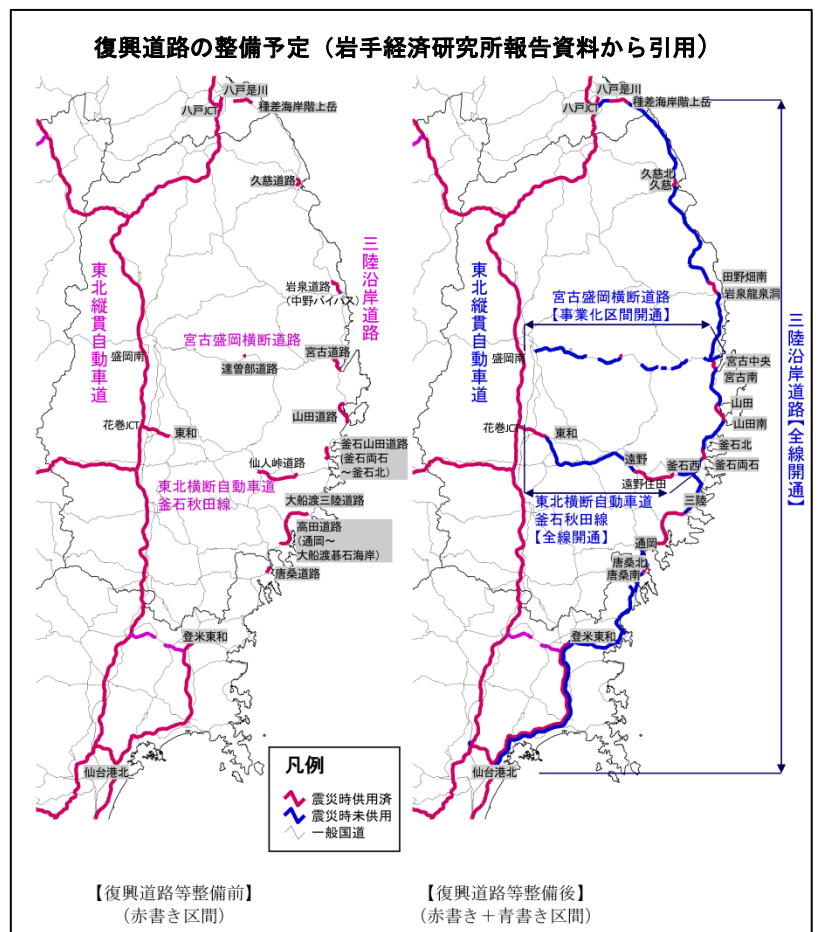 復興道路の整備予定（岩手経済研究所報告資料から引用）
八戸是川
八戸JCT
種差海岸階上岳
久慈道路
三陸沿岸道路
東北縦貫自動車道
岩泉道路
（中野バイパス）
宮古盛岡横断道路
宮古道路
盛岡南
達曽部道路
山田道路
花巻JCT
東和
釜石山田道路
（釜石両石
～釜石北）
仙人峠道路
東北横断自動車道
釜石秋田線
大船渡三陸道路
高田道路
（通岡～
大船渡碁石海岸）
唐桑道路
登米東和
仙台港北
凡例
震災時供用済
震災時未供用
一般国道
【復興道路等整備前】
（赤書き区間）
八戸是川
八戸JCT
種差海岸階上岳
久慈北
久慈
田野畑南
岩泉龍泉洞
東北縦貫自動車道
宮古盛岡横断道路
【事業化区間開通】
三陸沿岸道路【全線開通】
盛岡南
宮古中央
宮古南
山田
山田南
花巻JCT
東和
釜石北
遠野
釜石西
釜石両石
遠野住田
東北横断自動車道
釜石秋田線
【全線開通】
三陸
通岡
唐桑北
唐桑南
登米東和
仙台港北
【復興道路等整備後】
（赤書き＋青書き区間）